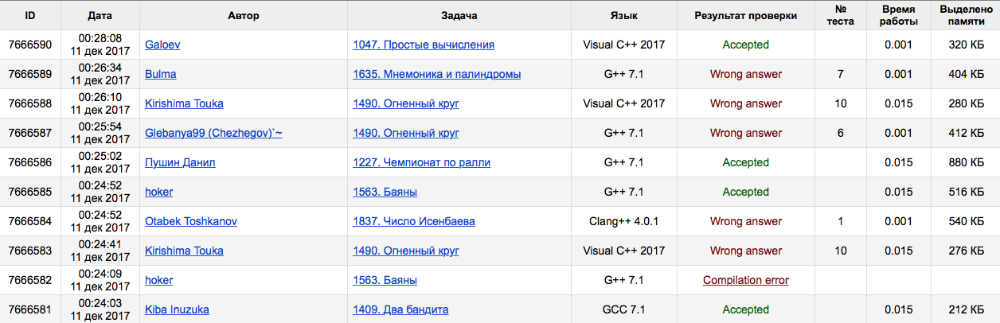 ID Дата Автор Задача Язык Результат проверки № теста Время работы Выделено памяти
7666590 00:28:08 11 дек 2017 Galoev 1047. Простые вычисления Visual C++ 2017 Accepted 0.001 320 КБ
7666589 00:26:34 11 дек 2017 Bulma 1635. Мнемоника и палиндромы G++ 7.1 Wrong answer 7 0.001 404 КБ
7666588 00:26:10 11 дек 2017 Kirishima Touka 1490. Огненный круг Visual C++ 2017 Wrong answer 10 0.015 280 КБ
7666587 00:25:54 11 дек 2017 Glebanya99 (Chezhegov)`~ 1490. Огненный круг G++ 7.1 Wrong answer 6 0.001 412 КБ
7666586 00:25:02 11 дек 2017 Пушин Данил 1227. Чемпионат по ралли G++ 7.1 Accepted 0.015 880 КБ
7666585 00:24:52 11 дек 2017 hoker 1563. Баяны G++ 7.1 Accepted 0.015 516 КБ
7666584 00:24:52 11 дек 2017 Otabek Toshkanov 1837. Число Исенбаева Clang++ 4.0.1 Wrong answer 1 0.001 540 КБ
7666583 00:24:41 11 дек 2017 Kirishima Touka 1490. Огненный круг Visual C++ 2017 Wrong answer 10 0.015 276 КБ
7666582 00:24:09 11 дек 2017 hoker 1563. Баяны G++ 7.1 Compilation error
7666581 00:24:03 11 дек 2017 Kiba Inuzuka 1409. Два бандита GCC 7.1 Accepted 0.015 212 КБ